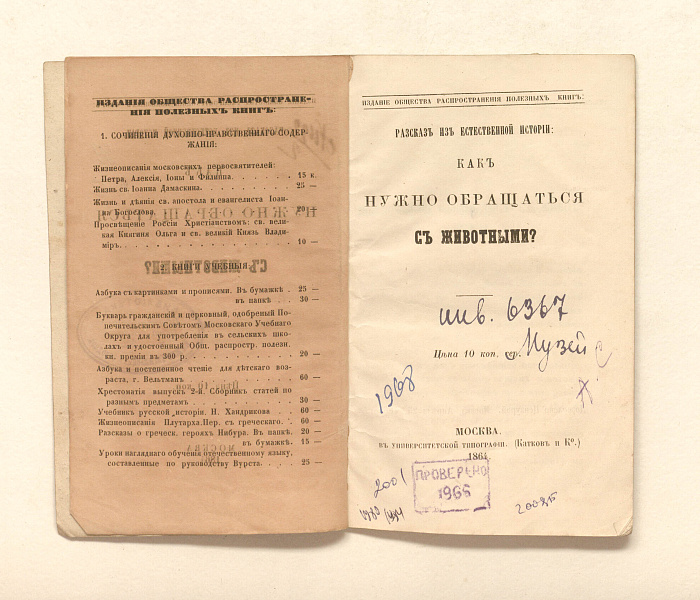 ИЗДАНІЯ ОБЩЕСТВА РАСПРОСТРАНЕ-
НІЯ ПОЛЕЗНЫХЪ КНИГЪ:
1. СОЧИНЕНІЯ ДУХОВНО-НРАВСТВЕННАГО СОДЕР-
ЖАНІЯ:
Жизнеописанія московскихъ первосвятителей:
Петра, Алексія, Іоны и Филиппа. 15 к.
Жизнь св. Іоанна Дамаскина. 25 —
Жизнь и дѣянія св. апостола и евангелиста Іоан-
на Богослова. 20 —
Просвѣщеніе Россіи Христіанствомъ: св. вели-
кая Княгиня Ольга и св. великій Князь Влади-
міръ. 10 —
2. КНИГИ УЧЕБНЫЯ:
Азбука съ картинками и прописями. Въ бумажкѣ. 25 —
въ папкѣ. 30 —
Букварь гражданскій и церковный, одобреный По-
печительскимъ Совѣтомъ Московскаго Учебнаго
Округа для употребленія въ сельскихъ шко-
лахъ и удостоенный Общ. распростр. полезн.
кн. преміи въ 300 р. 20 —
Азбука и постепенное чтеніе для дѣтскаго воз-
раста, г. Вельтманъ. 60 —
Хрестоматія выпускъ 2-й. Сборникъ статей по
разнымъ предметамъ. 30 —
Учебникъ русской исторіи. Н. Хандрикова. 60 —
Жизнеописанія Плутарха. Пер. съ греческаго. 60 —
Разсказы о греческ. герояхъ Нибура. Въ папкѣ. 20 —
въ бумажкѣ. 15 —
Уроки нагляднаго обученія отечественному языку,
составленные по руководству Вурста. 25 —
ИЗДАНІЕ ОБЩЕСТВА РАСПРОСТРАНЕНІЯ ПОЛЕЗНЫХЪ КНИГЪ:
РАЗСКАЗЪ ИЗЪ ЕСТЕСТВЕННОЙ ИСТОРІИ:
КАКЪ
НУЖНО ОБРАЩАТЬСЯ
СЪ ЖИВОТНЫМИ?
инв. 6367
Цѣна 10 коп. ср.
Музей
1968
МОСКВА.
ВЪ УНИВЕРСИТЕТСКОЙ ТИПОГРАФІИ. (Катковъ и Кº.)
1864
2001
ПРОВЕРЕНО
1966